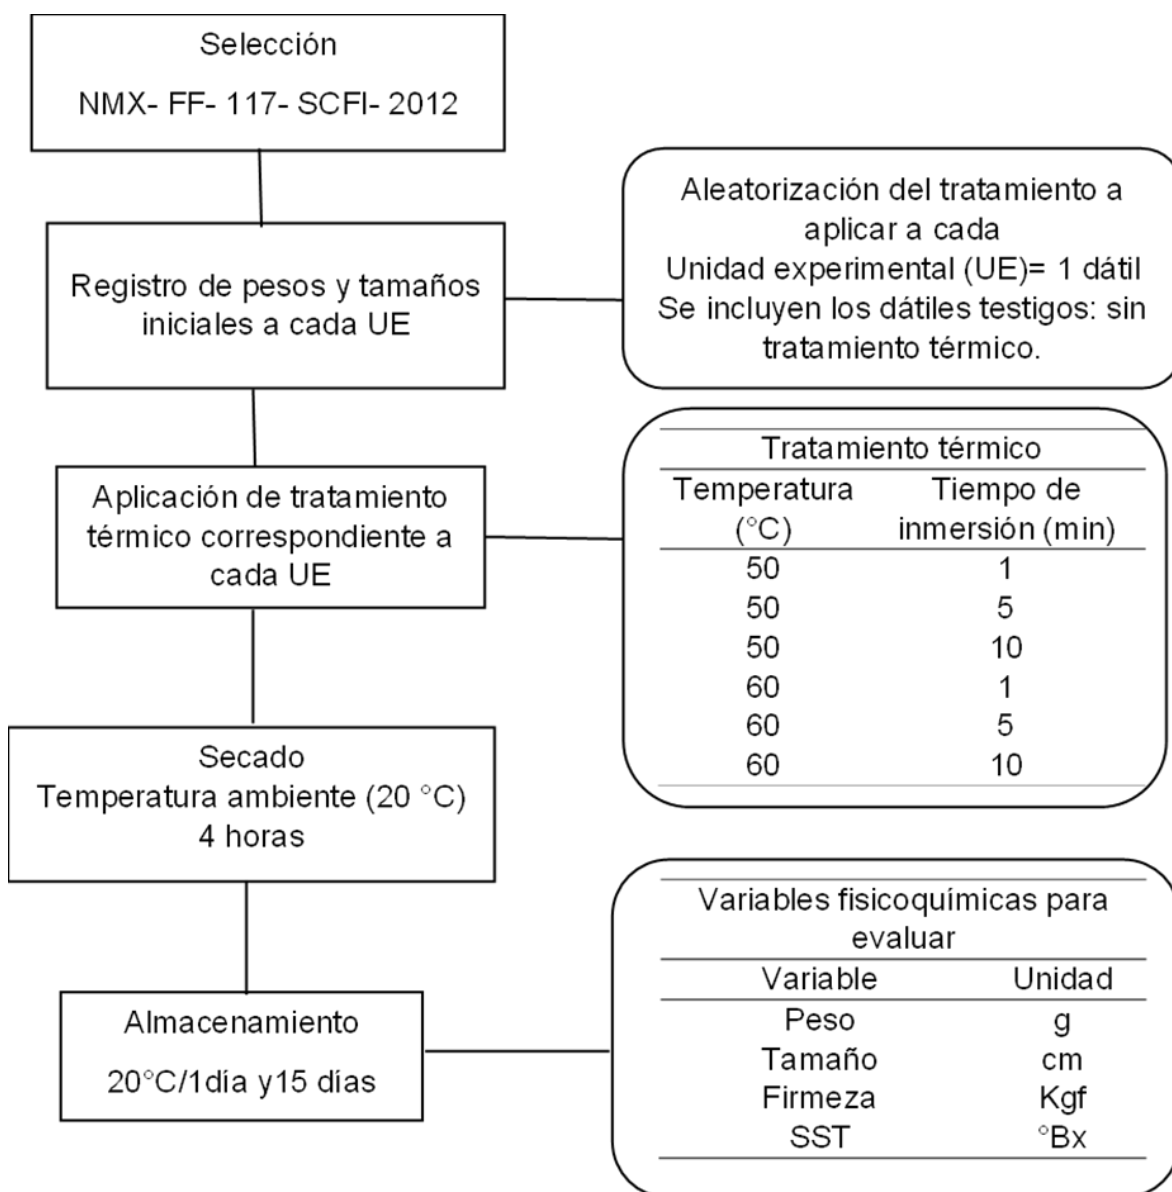 Selección
NMX- FF- 117- SCFI- 2012
Registro de pesos y tamaños
iniciales a cada UE
Aleatorización del tratamiento a
aplicar a cada
Unidad experimental (UE)= 1 dátil
Se incluyen los dátiles testigos: sin
tratamiento térmico.
Aplicación de tratamiento
térmico correspondiente a
cada UE
Tratamiento térmico
Temperatura Tiempo de
(°C) inmersión (min)
50 1
50 5
50 10
60 1
60 5
60 10
Secado
Temperatura ambiente (20 °C)
4 horas
Almacenamiento
20°C/1día y15 días
Variables fisicoquímicas para
evaluar
Variable Unidad
Peso g
Tamaño cm
Firmeza Kgf
SST °Bx